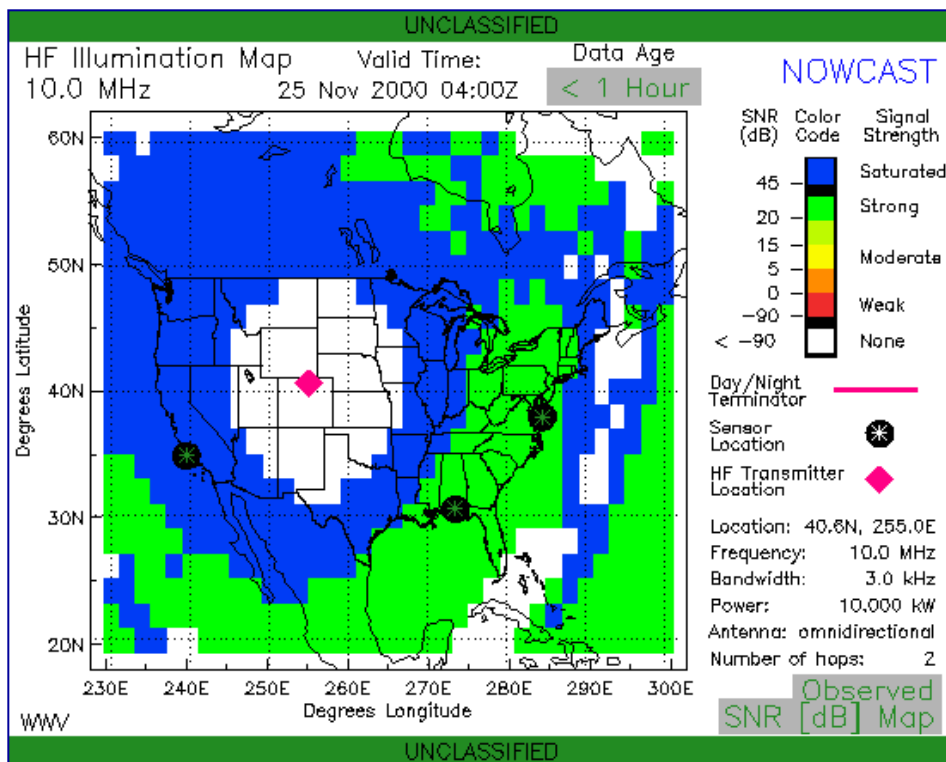 UNCLASSIFIED
HF Illumination Map
10.0 MHz
Valid Time:
25 Nov 2000 04:00Z
Data Age
< 1 Hour
NOWCAST
SNR (dB)
Color Code
Signal Strength
45
20
15
5
0
-90
< -90
Saturated
Strong
Moderate
Weak
None
Day/Night Terminator
Sensor Location
HF Transmitter Location
Location: 40.6N, 255.0E
Frequency: 10.0 MHz
Bandwidth: 3.0 kHz
Power: 10.000 kW
Antenna: omnidirectional
Number of hops: 2
Observed
SNR [dB] Map
Degrees Latitude
60N
50N
40N
30N
20N
230E 240E 250E 260E 270E 280E 290E 300E
Degrees Longitude
WWV
UNCLASSIFIED